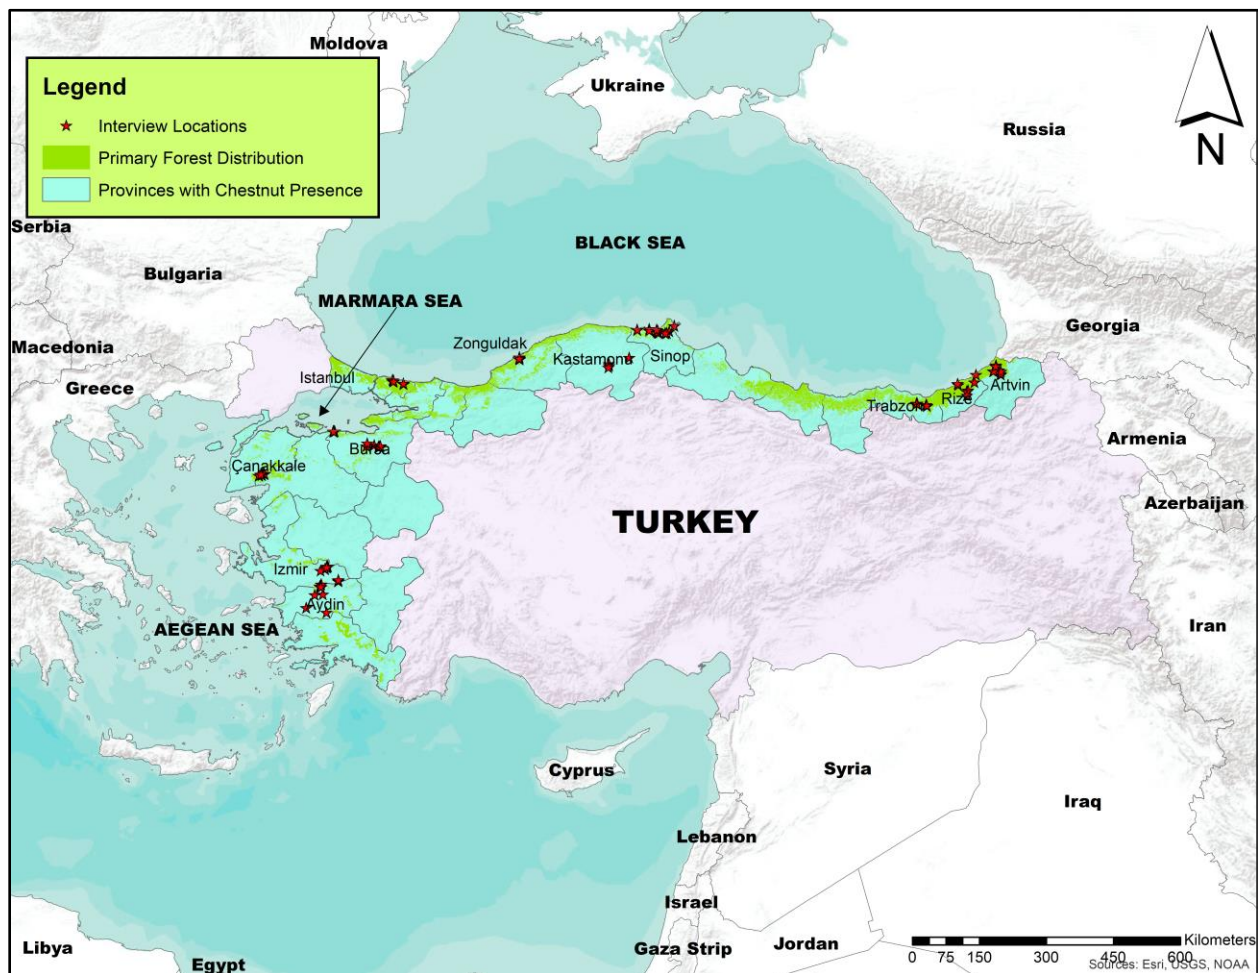 Moldova
Legend
Interview Locations
Primary Forest Distribution
Provinces with Chestnut Presence
Ukraine
Russia
N
Serbia
Bulgaria
BLACK SEA
MARMARA SEA
Georgia
Macedonia
Zonguldak
Kastamonu
Sinop
Greece
Istanbul
Artvin
Rize
Trabzon
Armenia
Bursa
Çanakkale
Azerbaijan
TURKEY
Izmir
Aydin
AEGEAN SEA
Iran
Cyprus
Syria
Iraq
Lebanon
Israel
Gaza Strip
Jordan
Libya
Egypt
Kilometers
0 75 150 300 450 600
Sources: Esri, USGS, NOAA